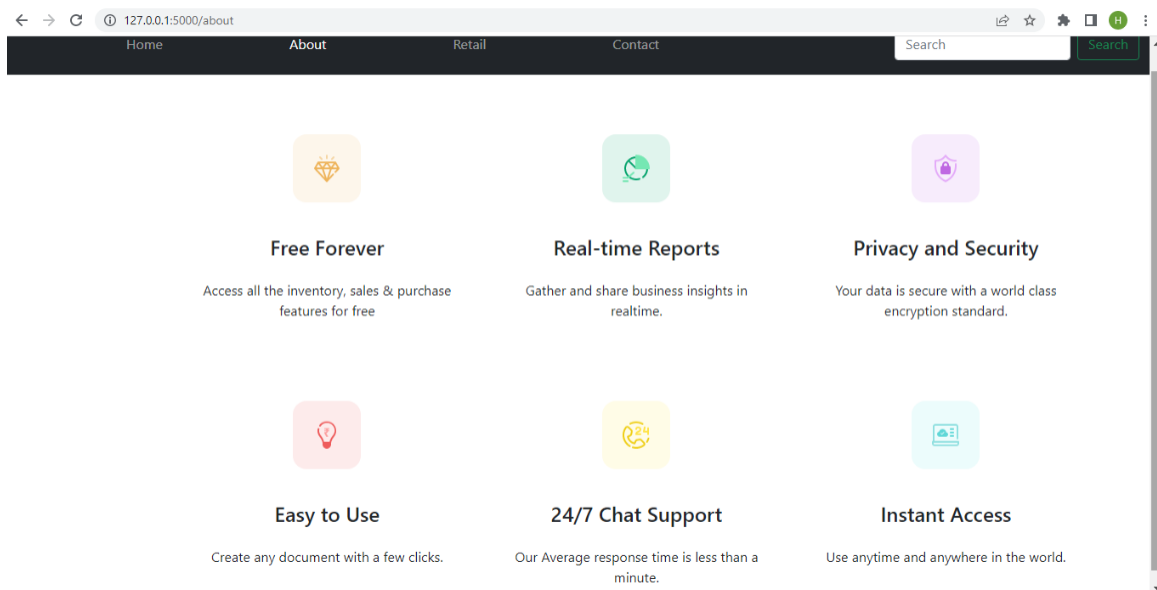 127.0.0.1:5000/about
H
Home About Retail Contact Search Search
₹
24
Free Forever Real-time Reports Privacy and Security
Access all the inventory, sales & purchase
features for free
Gather and share business insights in
realtime.
Your data is secure with a world class
encryption standard.
Easy to Use 24/7 Chat Support Instant Access
Create any document with a few clicks.
Our Average response time is less than a
minute.
Use anytime and anywhere in the world.